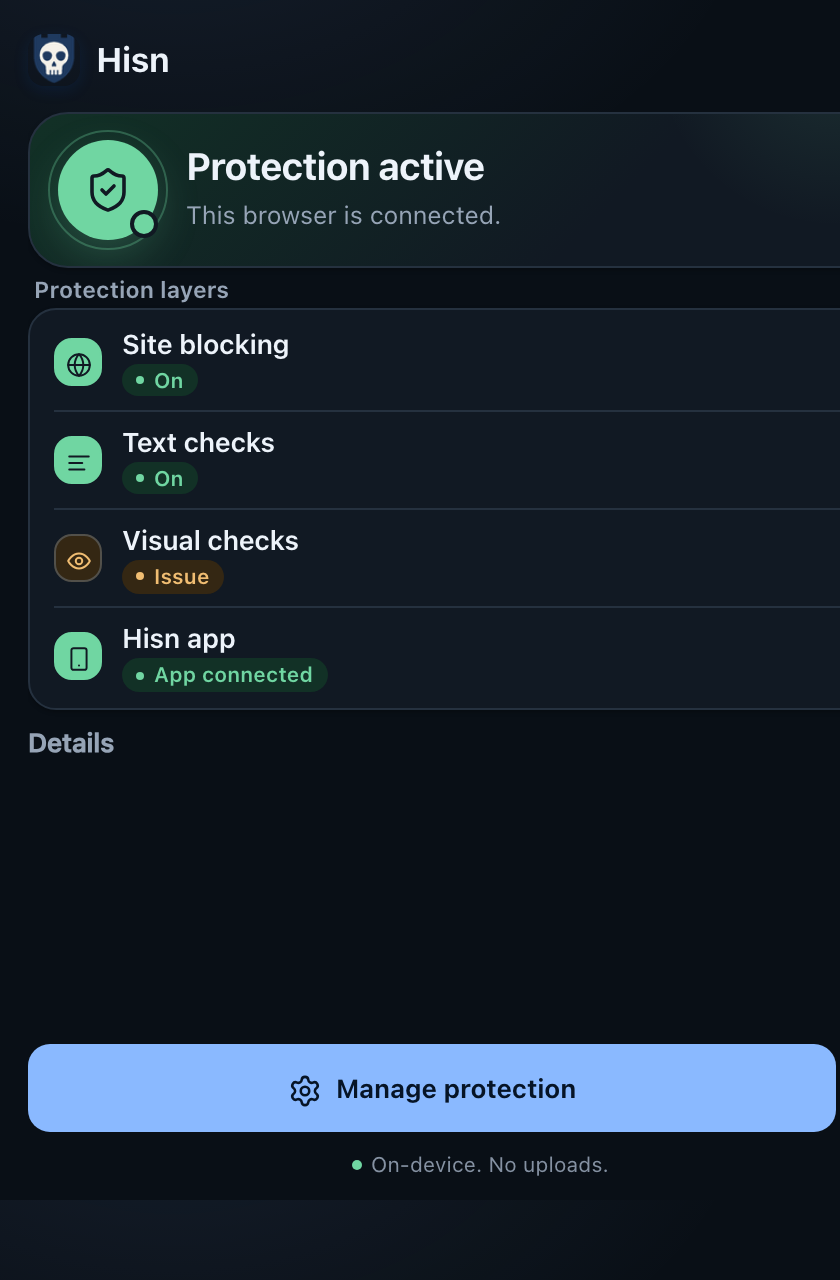 Hisn
Protection active
This browser is connected.
Protection layers
Site blocking
On
Text checks
On
Visual checks
Issue
Hisn app
App connected
Details
Manage protection
On-device. No uploads.